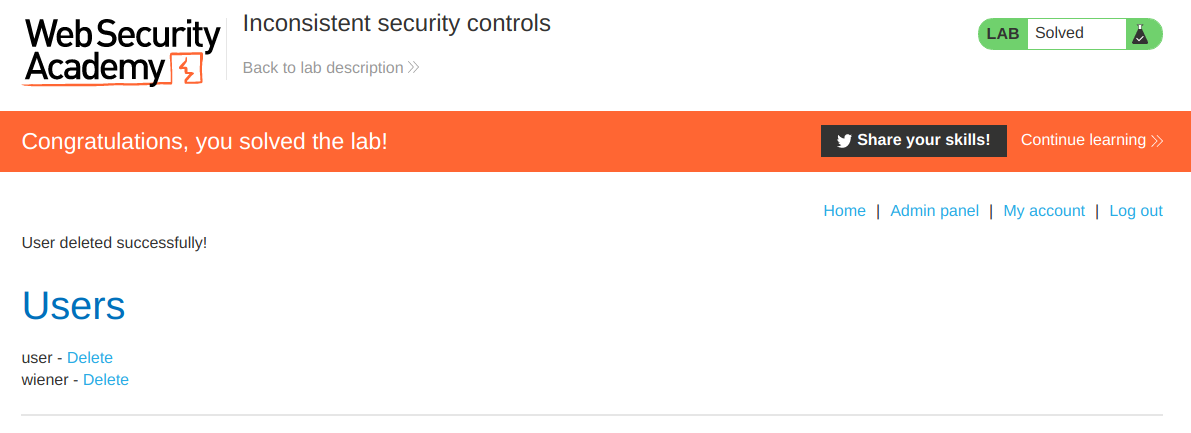 Web Security
Academy
Inconsistent security controls
Back to lab description
LAB Solved
Congratulations, you solved the lab!
Share your skills! Continue learning
Home | Admin panel | My account | Log out
User deleted successfully!
Users
user - Delete
wiener - Delete